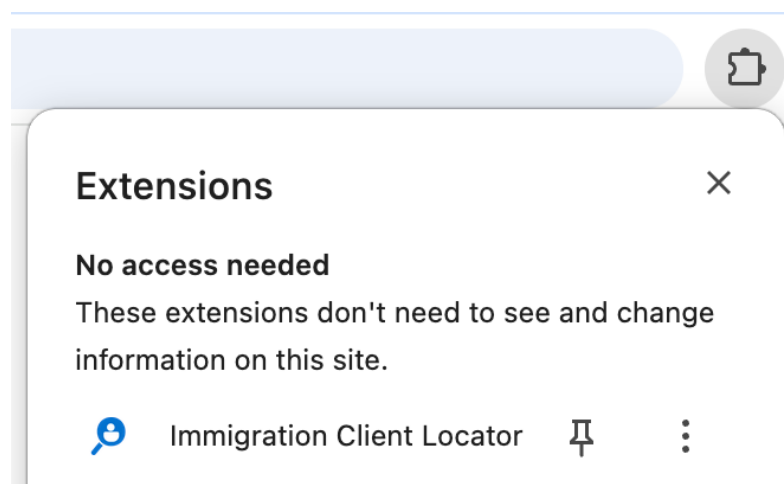 Extensions
No access needed
These extensions don't need to see and change
information on this site.
Immigration Client Locator